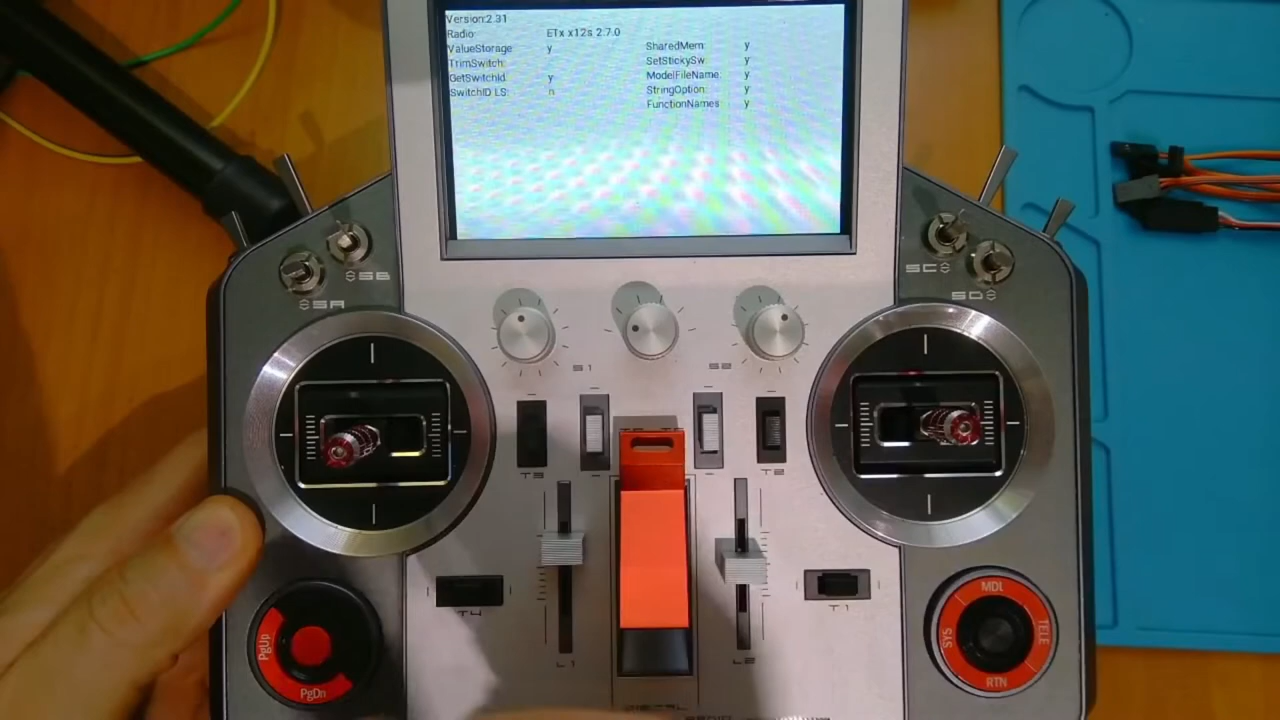 Version:2.31
Radio: ETx x12s 2.7.0
ValueStorage y SharedMem: y
TrimSwitch: SetStickySw y
GetSwitchId y ModelFileName: y
SwitchID LS: n StringOption: y
FunctionNames y
SB
SC
SA
SD
S1
S2
T3
T2
T4
T1
L1
L2
PgUp
PgDn
MDL
SYS
TELE
RTN